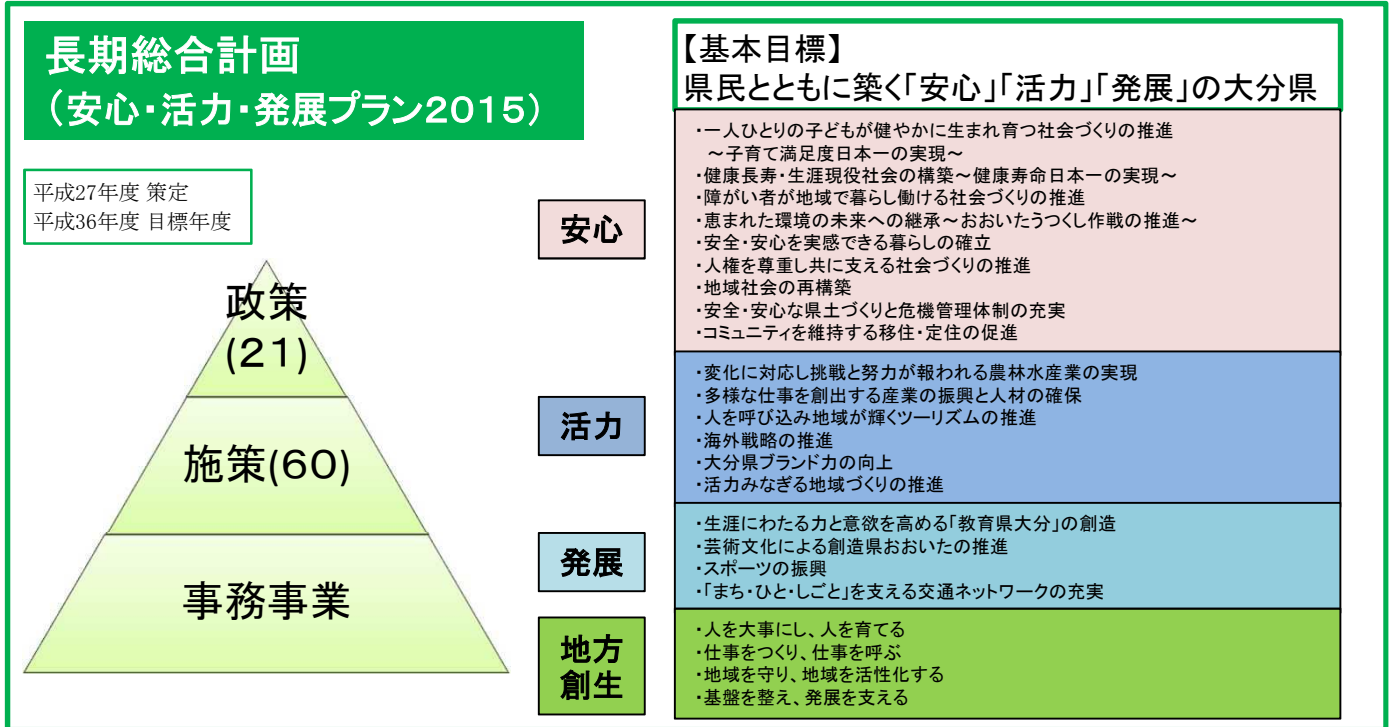 長期総合計画
（安心・活力・発展プラン２０１５）
平成27年度 策定
平成36年度 目標年度
政策
(21)
施策(60)
事務事業
【基本目標】
県民とともに築く「安心」「活力」「発展」の大分県
安心
・一人ひとりの子どもが健やかに生まれ育つ社会づくりの推進
～子育て満足度日本一の実現～
・健康長寿・生涯現役社会の構築～健康寿命日本一の実現～
・障がい者が地域で暮らし働ける社会づくりの推進
・恵まれた環境の未来への継承～おおいたうつくし作戦の推進～
・安全・安心を実感できる暮らしの確立
・人権を尊重し共に支える社会づくりの推進
・地域社会の再構築
・安全・安心な県土づくりと危機管理体制の充実
・コミュニティを維持する移住・定住の促進
活力
・変化に対応し挑戦と努力が報われる農林水産業の実現
・多様な仕事を創出する産業の振興と人材の確保
・人を呼び込み地域が輝くツーリズムの推進
・海外戦略の推進
・大分県ブランド力の向上
・活力みなぎる地域づくりの推進
発展
・生涯にわたる力と意欲を高める「教育県大分」の創造
・芸術文化による創造県おおいたの推進
・スポーツの振興
・「まち・ひと・しごと」を支える交通ネットワークの充実
地方
創生
・人を大事にし、人を育てる
・仕事をつくり、仕事を呼ぶ
・地域を守り、地域を活性化する
・基盤を整え、発展を支える